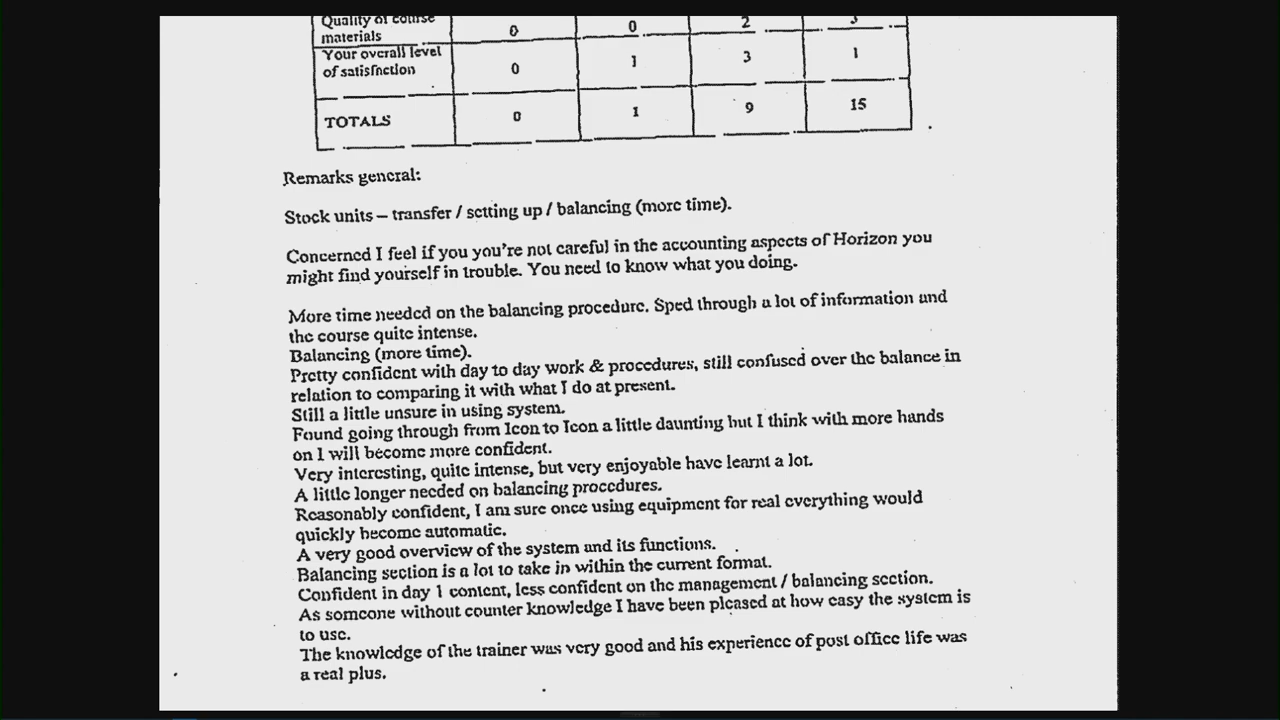 Quality of course
materials 0 0 2 3
Your overall level
of satisfaction 0 1 3 1
TOTALS 0 1 9 15
Remarks general:
Stock units – transfer / setting up / balancing (more time).
Concerned I feel if you you're not careful in the accounting aspects of Horizon you
might find yourself in trouble. You need to know what you doing.
More time needed on the balancing procedure. Sped through a lot of information and
the course quite intense.
Balancing (more time).
Pretty confident with day to day work & procedures, still confused over the balance in
relation to comparing it with what I do at present.
Still a little unsure in using system.
Found going through from Icon to Icon a little daunting but I think with more hands
on I will become more confident.
Very interesting, quite intense, but very enjoyable have learnt a lot.
A little longer needed on balancing procedures.
Reasonably confident, I am sure once using equipment for real everything would
quickly become automatic.
A very good overview of the system and its functions.
Balancing section is a lot to take in within the current format.
Confident in day 1 content, less confident on the management / balancing section.
As someone without counter knowledge I have been pleased at how easy the system is
to use.
The knowledge of the trainer was very good and his experience of post office life was
a real plus.